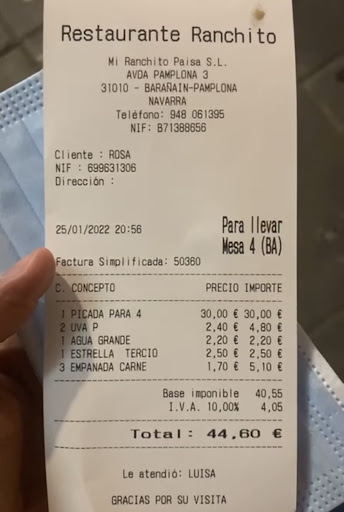 Restaurante Ranchito
Mi Ranchito Paisa S.L.
AVDA PAMPLONA 3
31010 - BARAÑAIN-PAMPLONA
NAVARRA
Teléfono: 948 061395
NIF: B71388656
Cliente : ROSA
NIF : 699631306
Dirección :
25/01/2022 20:56 Para llevar
Mesa 4 (BA)
Factura Simplificada: 50360
C. CONCEPTO PRECIO IMPORTE
1 PICADA PARA 4 30,00 € 30,00 €
2 UVA P 2,40 € 4,80 €
1 AGUA GRANDE 2,20 € 2,20 €
1 ESTRELLA TERCIO 2,50 € 2,50 €
3 EMPANADA CARNE 1,70 € 5,10 €
Base imponible 40,55
I.V.A. 10,00% 4,05
Total: 44,60 €
Le atendió: LUISA
GRACIAS POR SU VISITA